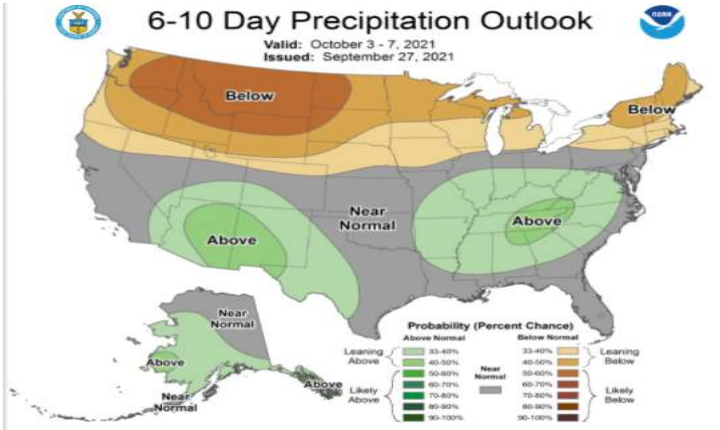 6-10 Day Precipitation Outlook
NOAA
Valid: October 3 - 7, 2021
Issued: September 27, 2021
Below
Below
Near
Normal
Above
Above
Near
Normal
Above
Near
Normal
Above
Probability (Percent Chance)
Above Normal
Below Normal
Leaning
Above
33-40%
40-50%
Likely
Above
50-60%
60-70%
70-80%
80-90%
90-100%
Near
Normal
33-40%
40-50%
Leaning
Below
50-60%
60-70%
70-80%
80-90%
90-100%
Likely
Below